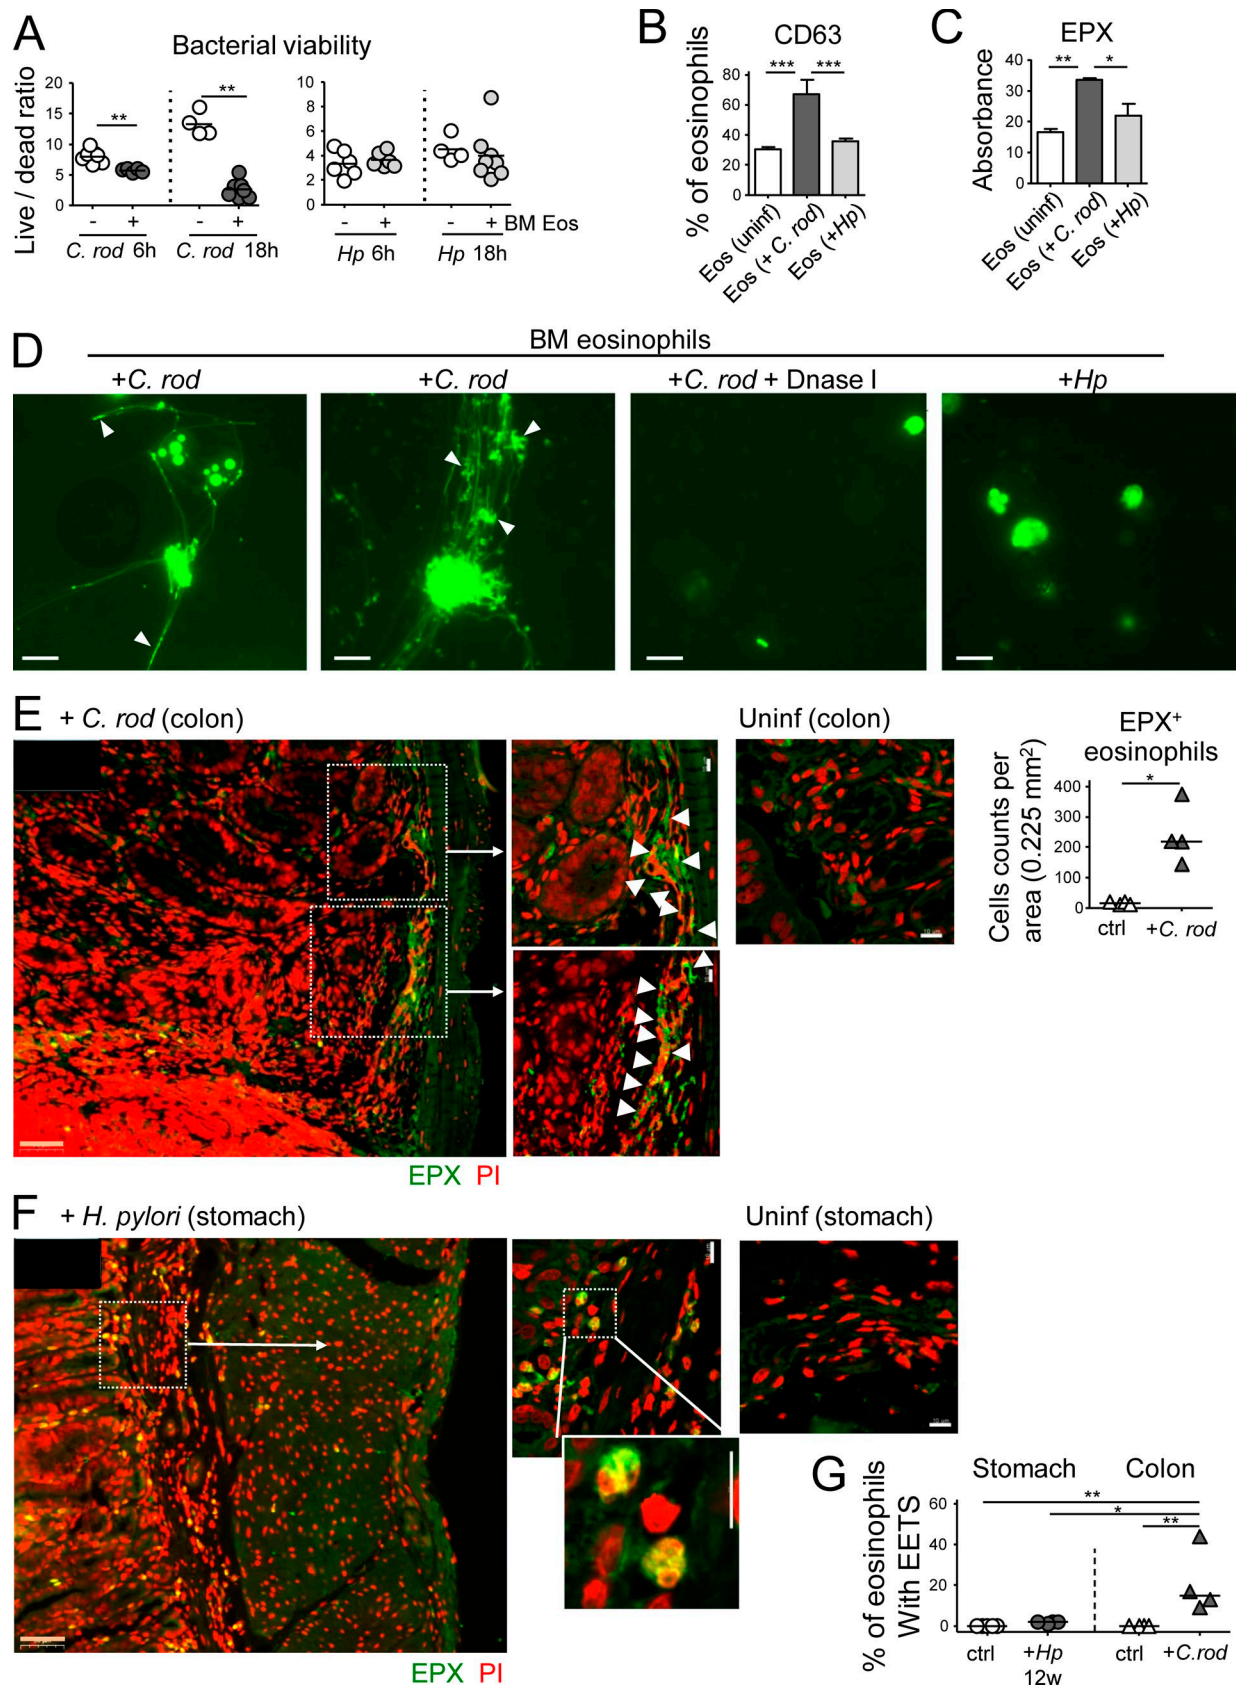 A
Bacterial viability
Live / dead ratio
20
15
10
5
0
**
**
- + - +
C. rod 6h
C. rod 18h
10
8
6
4
2
0
- + - + BM Eos
Hp 6h
Hp 18h
B
CD63
% of eosinophils
80
60
40
20
0
*** ***
Eos (uninf)
Eos (+ C. rod)
Eos (+Hp)
C
EPX
Absorbance
40
30
20
10
0
** *
Eos (uninf)
Eos (+ C. rod)
Eos (+Hp)
D
BM eosinophils
+C. rod
+C. rod
+C. rod + Dnase I
+Hp
E
+ C. rod (colon)
Uninf (colon)
10 µm
EPX PI
EPX+
eosinophils
Cells counts per
area (0.225 mm²)
400
300
200
100
0
*
ctrl +C. rod
F
+ H. pylori (stomach)
Uninf (stomach)
10 µm
EPX PI
G
Stomach Colon
% of eosinophils
With EETS
60
40
20
0
**
*
**
ctrl +Hp ctrl +C.rod
12w